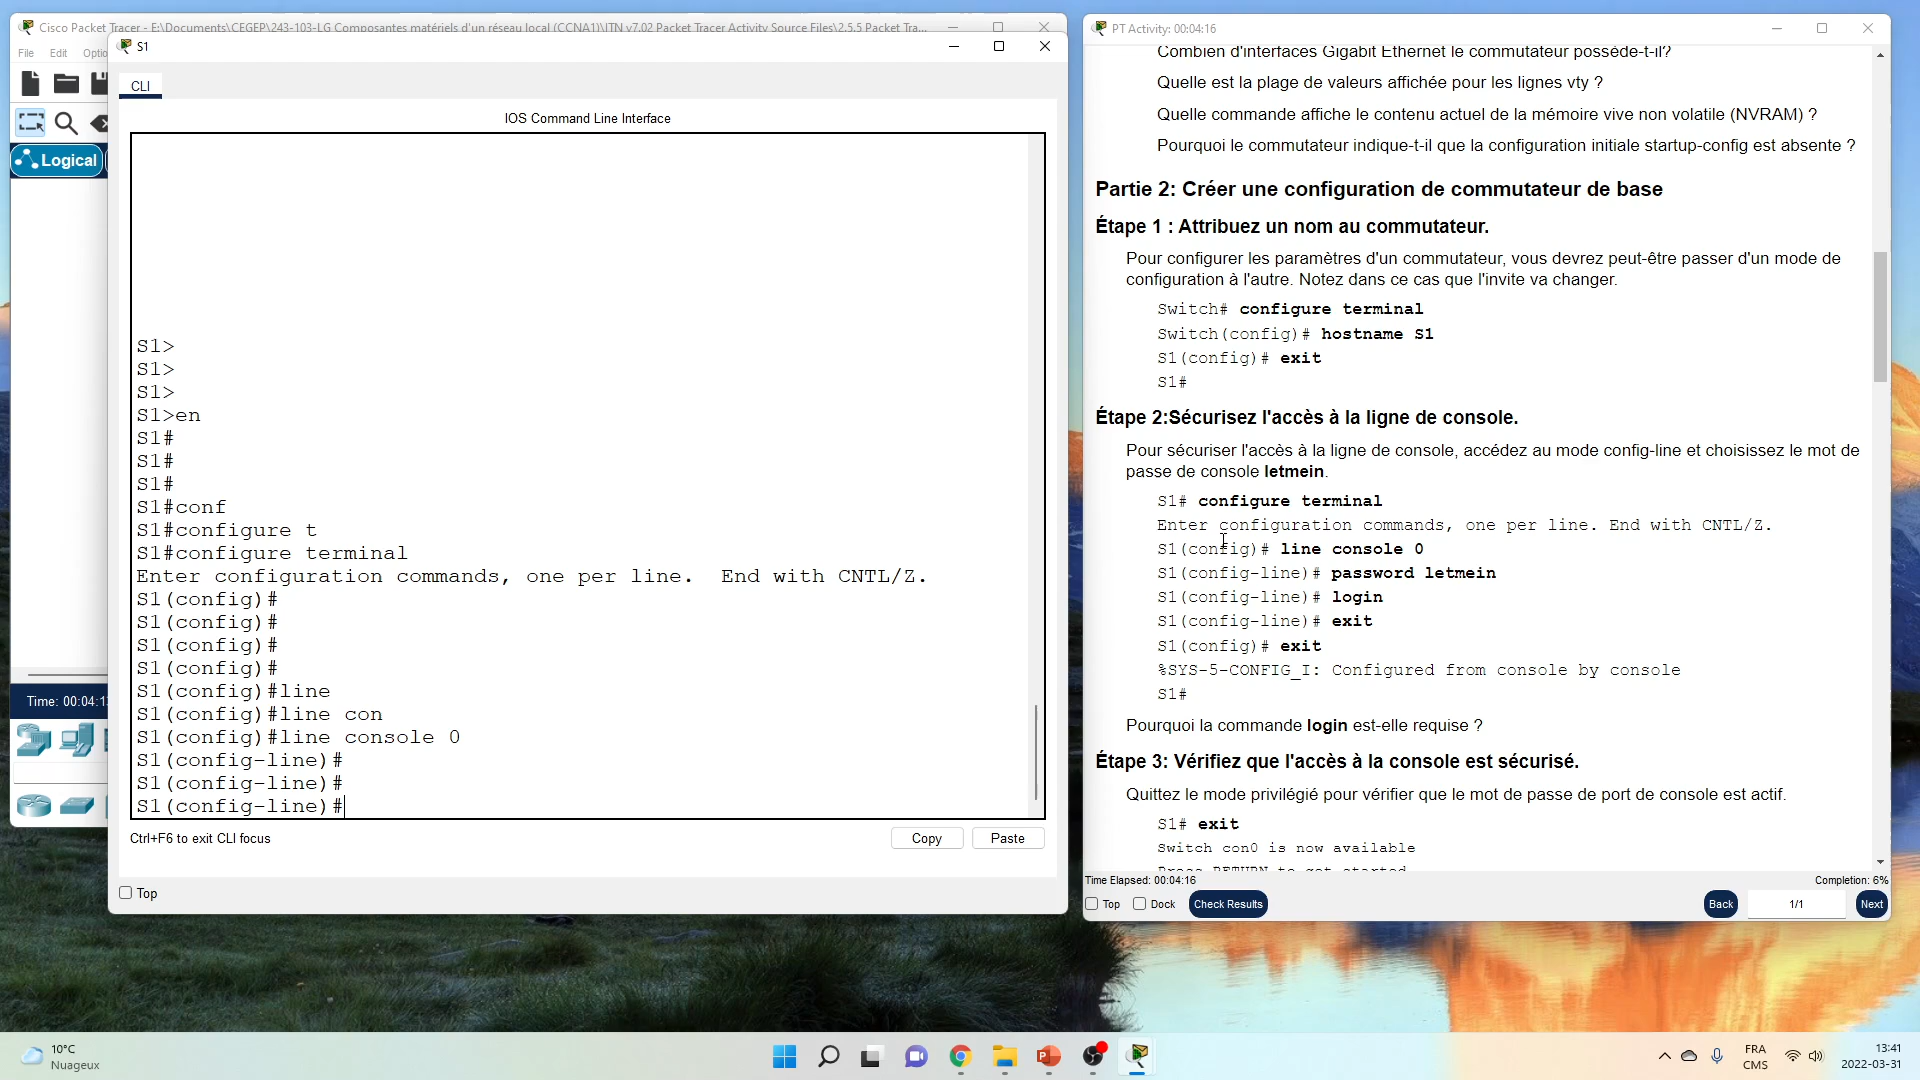 Cisco Packet Tracer - E:\Documents\CEGEP\243-103-LG Composantes matériels d'un réseau local (CCNA1)\ITN v7.02 Packet Tracer Activity Source Files\2.5.5 Packet Tra...
File Edit Optio
Logical
Time: 00:04:1
S1
CLI
IOS Command Line Interface
S1>
S1>
S1>
S1>en
S1#
S1#
S1#
S1#conf
S1#configure t
S1#configure terminal
Enter configuration commands, one per line.  End with CNTL/Z.
S1(config)#
S1(config)#
S1(config)#
S1(config)#
S1(config)#line
S1(config)#line con
S1(config)#line console 0
S1(config-line)#
S1(config-line)#
S1(config-line)#
Ctrl+F6 to exit CLI focus
Copy
Paste
Top
PT Activity: 00:04:16
Combien d'interfaces Gigabit Ethernet le commutateur possède-t-il?
Quelle est la plage de valeurs affichée pour les lignes vty ?
Quelle commande affiche le contenu actuel de la mémoire vive non volatile (NVRAM) ?
Pourquoi le commutateur indique-t-il que la configuration initiale startup-config est absente ?
Partie 2: Créer une configuration de commutateur de base
Étape 1 : Attribuez un nom au commutateur.
Pour configurer les paramètres d'un commutateur, vous devrez peut-être passer d'un mode de
configuration à l'autre. Notez dans ce cas que l'invite va changer.
Switch# configure terminal
Switch(config)# hostname S1
S1(config)# exit
S1#
Étape 2:Sécurisez l'accès à la ligne de console.
Pour sécuriser l'accès à la ligne de console, accédez au mode config-line et choisissez le mot de
passe de console letmein.
S1# configure terminal
Enter configuration commands, one per line. End with CNTL/Z.
S1(config)# line console 0
S1(config-line)# password letmein
S1(config-line)# login
S1(config-line)# exit
S1(config)# exit
%SYS-5-CONFIG_I: Configured from console by console
S1#
Pourquoi la commande login est-elle requise ?
Étape 3: Vérifiez que l'accès à la console est sécurisé.
Quittez le mode privilégié pour vérifier que le mot de passe de port de console est actif.
S1# exit
Switch con0 is now available
Press RETURN to get started
Time Elapsed: 00:04:16
Completion: 6%
Top
Dock
Check Results
Back
1/1
Next
10°C
Nuageux
FRA
CMS
13:41
2022-03-31